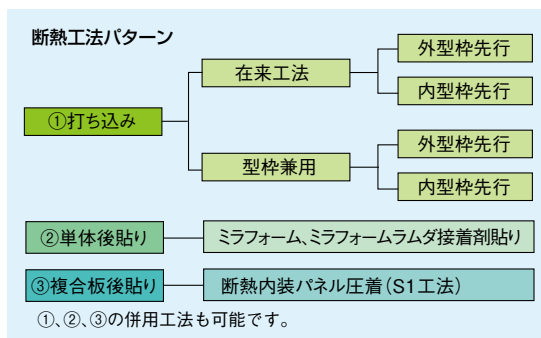 断熱工法パターン
①打ち込み
在来工法
外型枠先行
内型枠先行
型枠兼用
外型枠先行
内型枠先行
②単体後貼り
ミラフォーム、ミラフォームラムダ接着剤貼り
③複合板後貼り
断熱内装パネル圧着（S1工法）
①、②、③の併用工法も可能です。